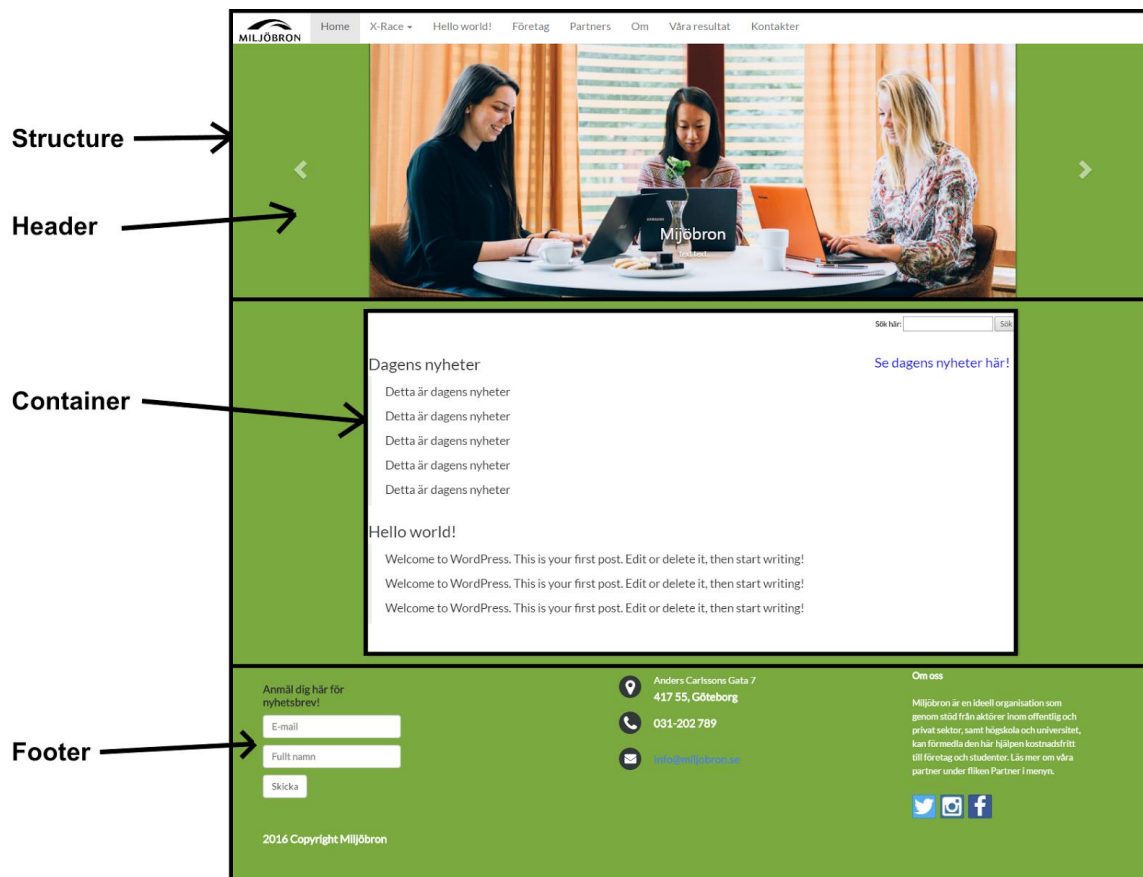 MILJÖBRON
Home X-Race Hello world! Företag Partners Om Våra resultat Kontakter
Structure
Header
SAMSUNG
Mijöbron
text text
Sök här: Sök
Dagens nyheter
Se dagens nyheter här!
Detta är dagens nyheter
Detta är dagens nyheter
Container
Detta är dagens nyheter
Detta är dagens nyheter
Detta är dagens nyheter
Hello world!
Welcome to WordPress. This is your first post. Edit or delete it, then start writing!
Welcome to WordPress. This is your first post. Edit or delete it, then start writing!
Welcome to WordPress. This is your first post. Edit or delete it, then start writing!
Footer
Anmäl dig här för
nyhetsbrev!
E-mail
Fullt namn
Skicka
2016 Copyright Miljöbron
Anders Carlssons Gata 7
417 55, Göteborg
031-202 789
info@miljobron.se
Om oss
Miljöbron är en ideell organisation som
genom stöd från aktörer inom offentlig och
privat sektor, samt högskola och universitet,
kan förmedla den här hjälpen kostnadsfritt
till företag och studenter. Läs mer om våra
partner under fliken Partner i menyn.